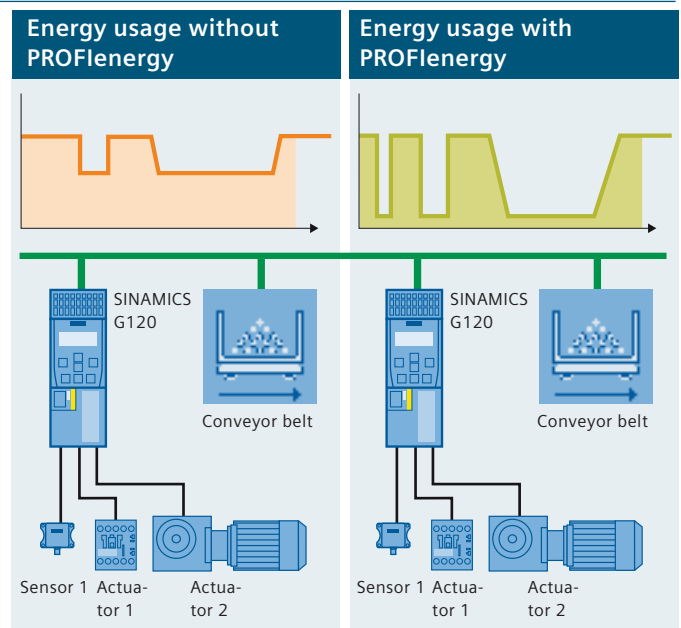 Energy usage without
PROFIenergy
Energy usage with
PROFIenergy
SINAMICS
G120
Conveyor belt
Sensor 1
Actua-
tor 1
Actua-
tor 2
SINAMICS
G120
Conveyor belt
Sensor 1
Actua-
tor 1
Actua-
tor 2